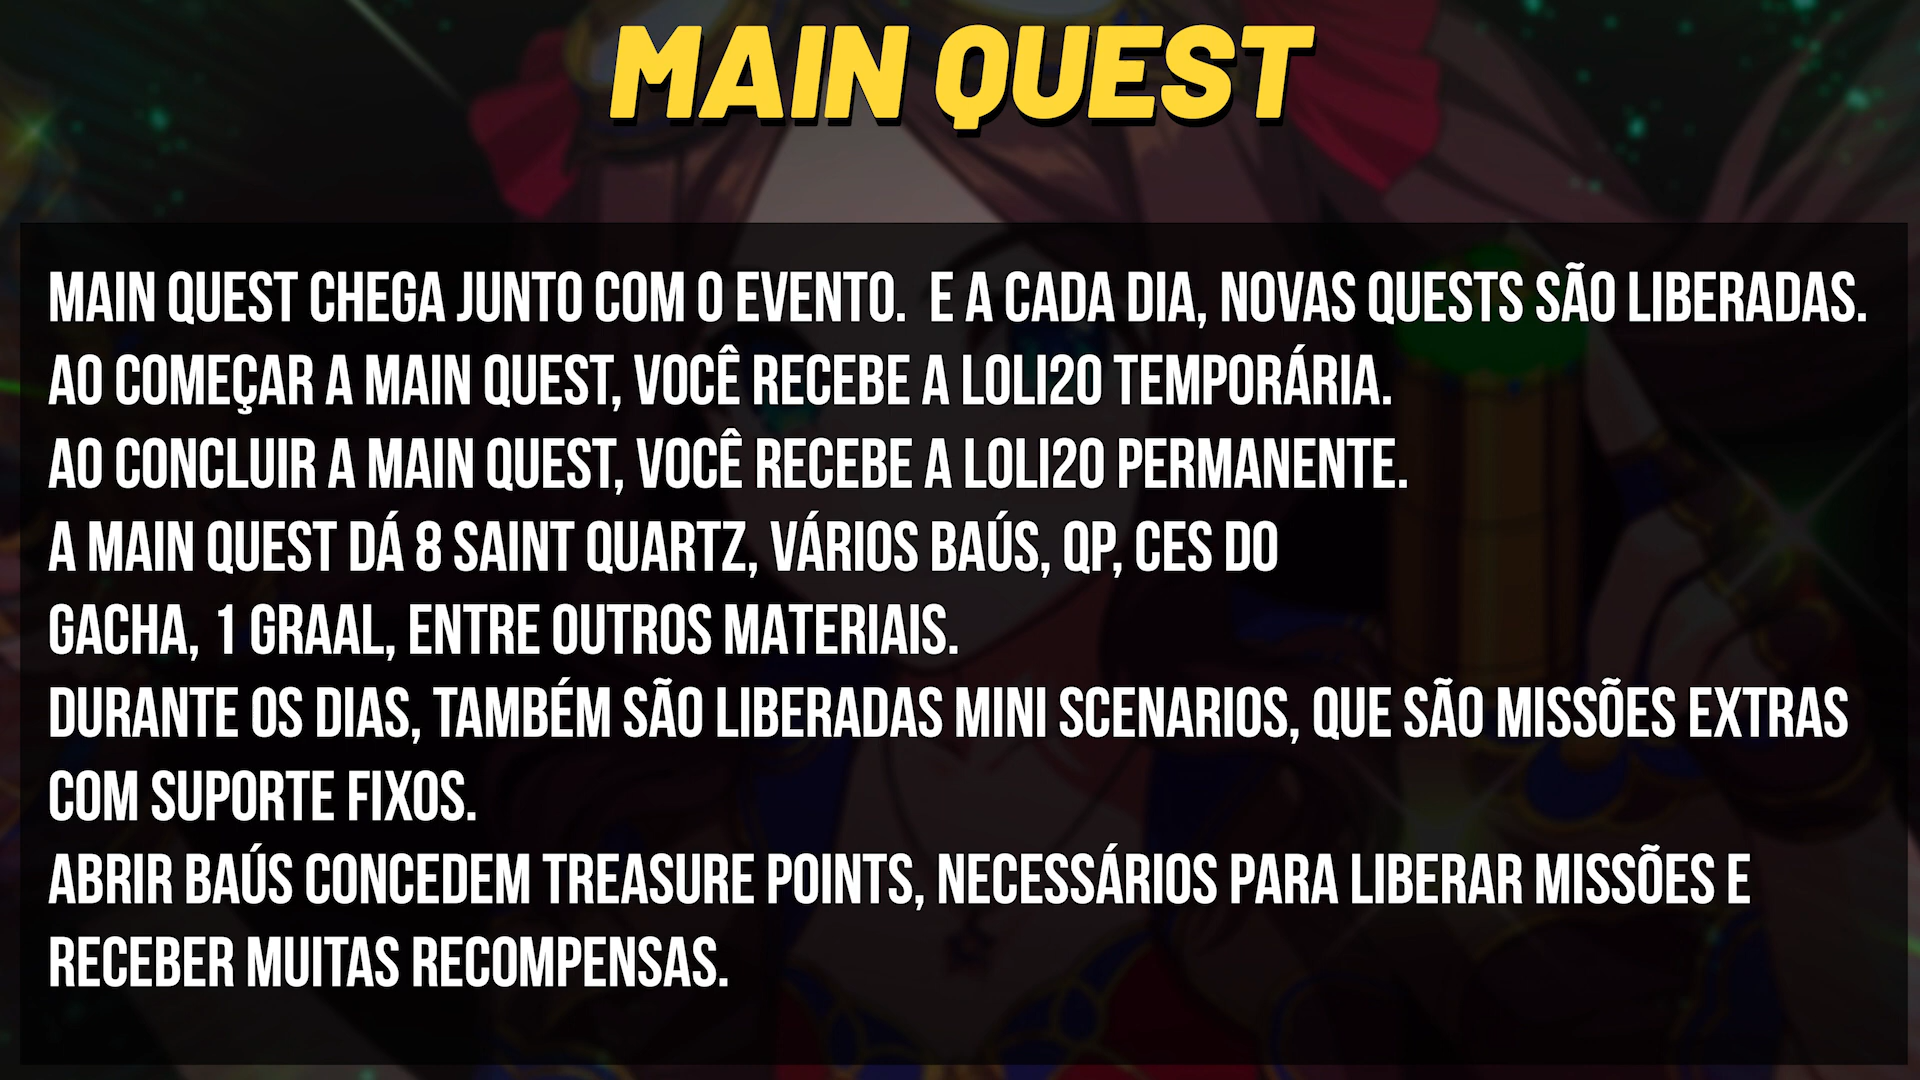 MAIN QUEST
MAIN QUEST CHEGA JUNTO COM O EVENTO.  E A CADA DIA, NOVAS QUESTS SÃO LIBERADAS.
AO COMEÇAR A MAIN QUEST, VOCÊ RECEBE A LOLI20 TEMPORÁRIA.
AO CONCLUIR A MAIN QUEST, VOCÊ RECEBE A LOLI20 PERMANENTE.
A MAIN QUEST DÁ 8 SAINT QUARTZ, VÁRIOS BAÚS, QP, CES DO
GACHA, 1 GRAAL, ENTRE OUTROS MATERIAIS.
DURANTE OS DIAS, TAMBÉM SÃO LIBERADAS MINI SCENARIOS, QUE SÃO MISSÕES EXTRAS
COM SUPORTE FIXOS.
ABRIR BAÚS CONCEDEM TREASURE POINTS, NECESSÁRIOS PARA LIBERAR MISSÕES E
RECEBER MUITAS RECOMPENSAS.